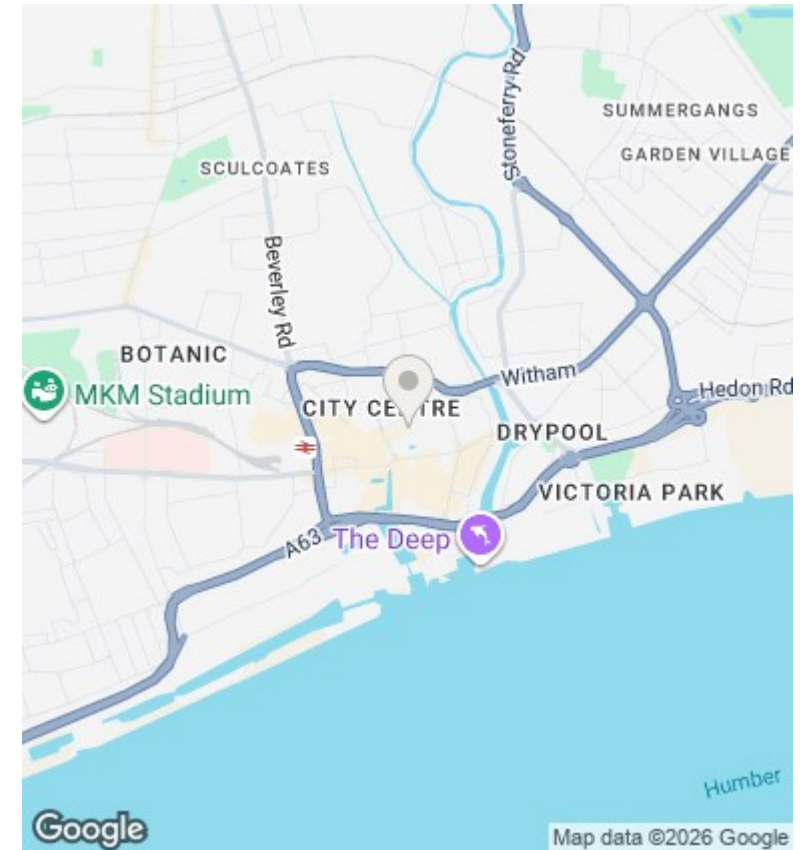 Stoneferry Rd
SUMMERGANGS
GARDEN VILLAGE
SCULCOATES
Beverley Rd
BOTANIC
MKM Stadium
Witham
Hedon Rd
CITY CENTRE
DRYPOOL
VICTORIA PARK
The Deep
A63
Humber
Google
Map data ©2026 Google